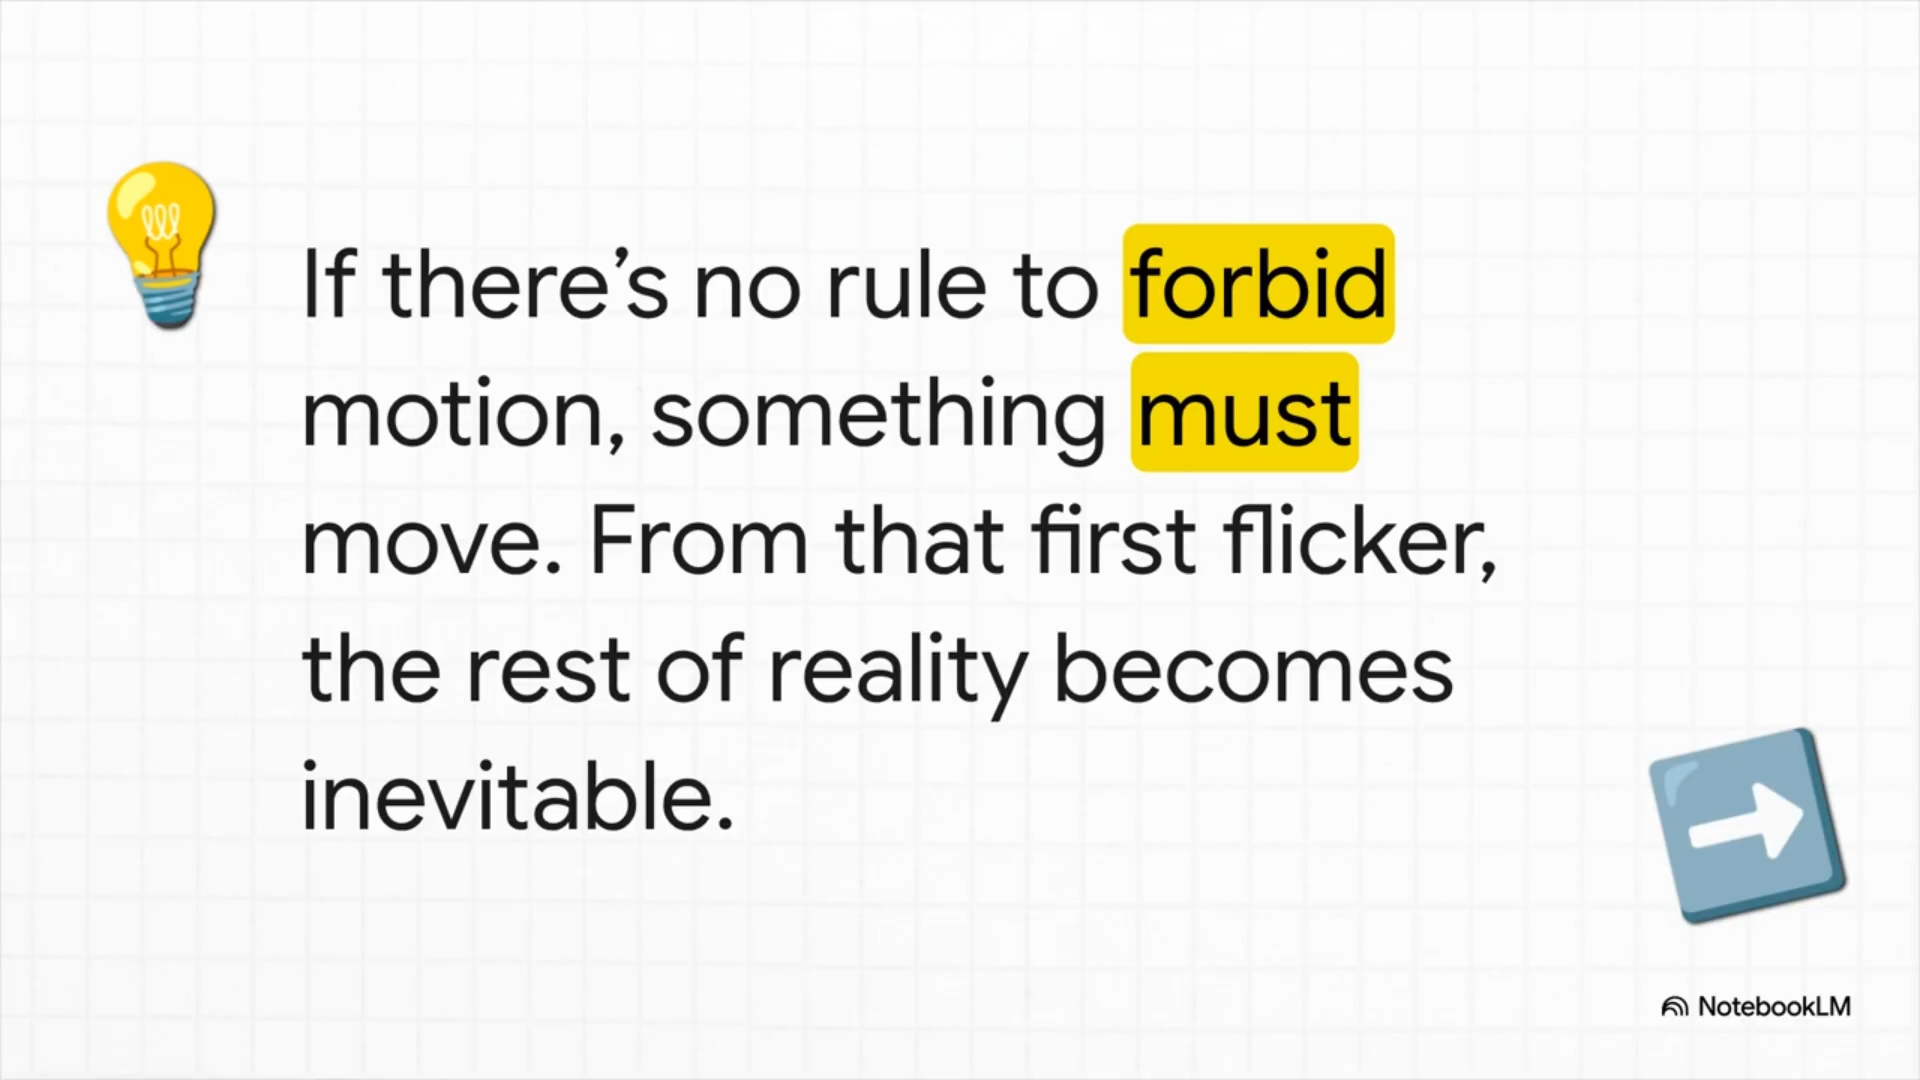 If there’s no rule to forbid
motion, something must
move. From that first flicker,
the rest of reality becomes
inevitable.
NotebookLM